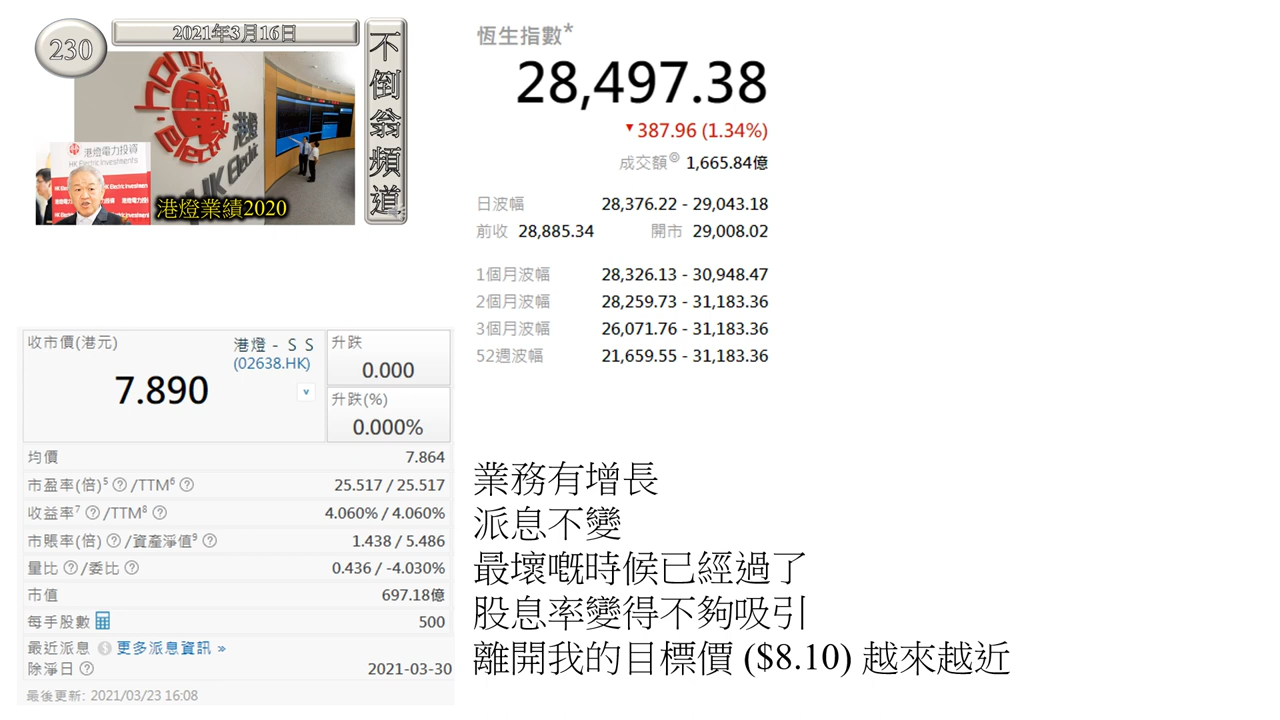 230
2021年3月16日
不倒翁頻道
hongkong
electric
電
港燈
HK Electric
港燈電力投資
HK Electric Investments
港燈業績2020
恆生指數*
28,497.38
▼387.96 (1.34%)
成交額◎ 1,665.84億
日波幅 28,376.22 - 29,043.18
前收 28,885.34 開市 29,008.02
1個月波幅 28,326.13 - 30,948.47
2個月波幅 28,259.73 - 31,183.36
3個月波幅 26,071.76 - 31,183.36
52週波幅 21,659.55 - 31,183.36
收市價(港元) 港燈－ＳＳ
(02638.HK)
7.890
升跌
0.000
升跌(%)
0.000%
均價 7.864
市盈率(倍)5 ? /TTM6 ? 25.517 / 25.517
收益率7 ? /TTM8 ? 4.060% / 4.060%
市賬率(倍) ? /資產淨值9 ? 1.438 / 5.486
量比 ? /委比 ? 0.436 / -4.030%
市值 697.18億
每手股數 500
最近派息 $ 更多派息資訊 »
除淨日 ? 2021-03-30
最後更新: 2021/03/23 16:08
業務有增長
派息不變
最壞嘅時候已經過了
股息率變得不夠吸引
離開我的目標價 ($8.10) 越來越近